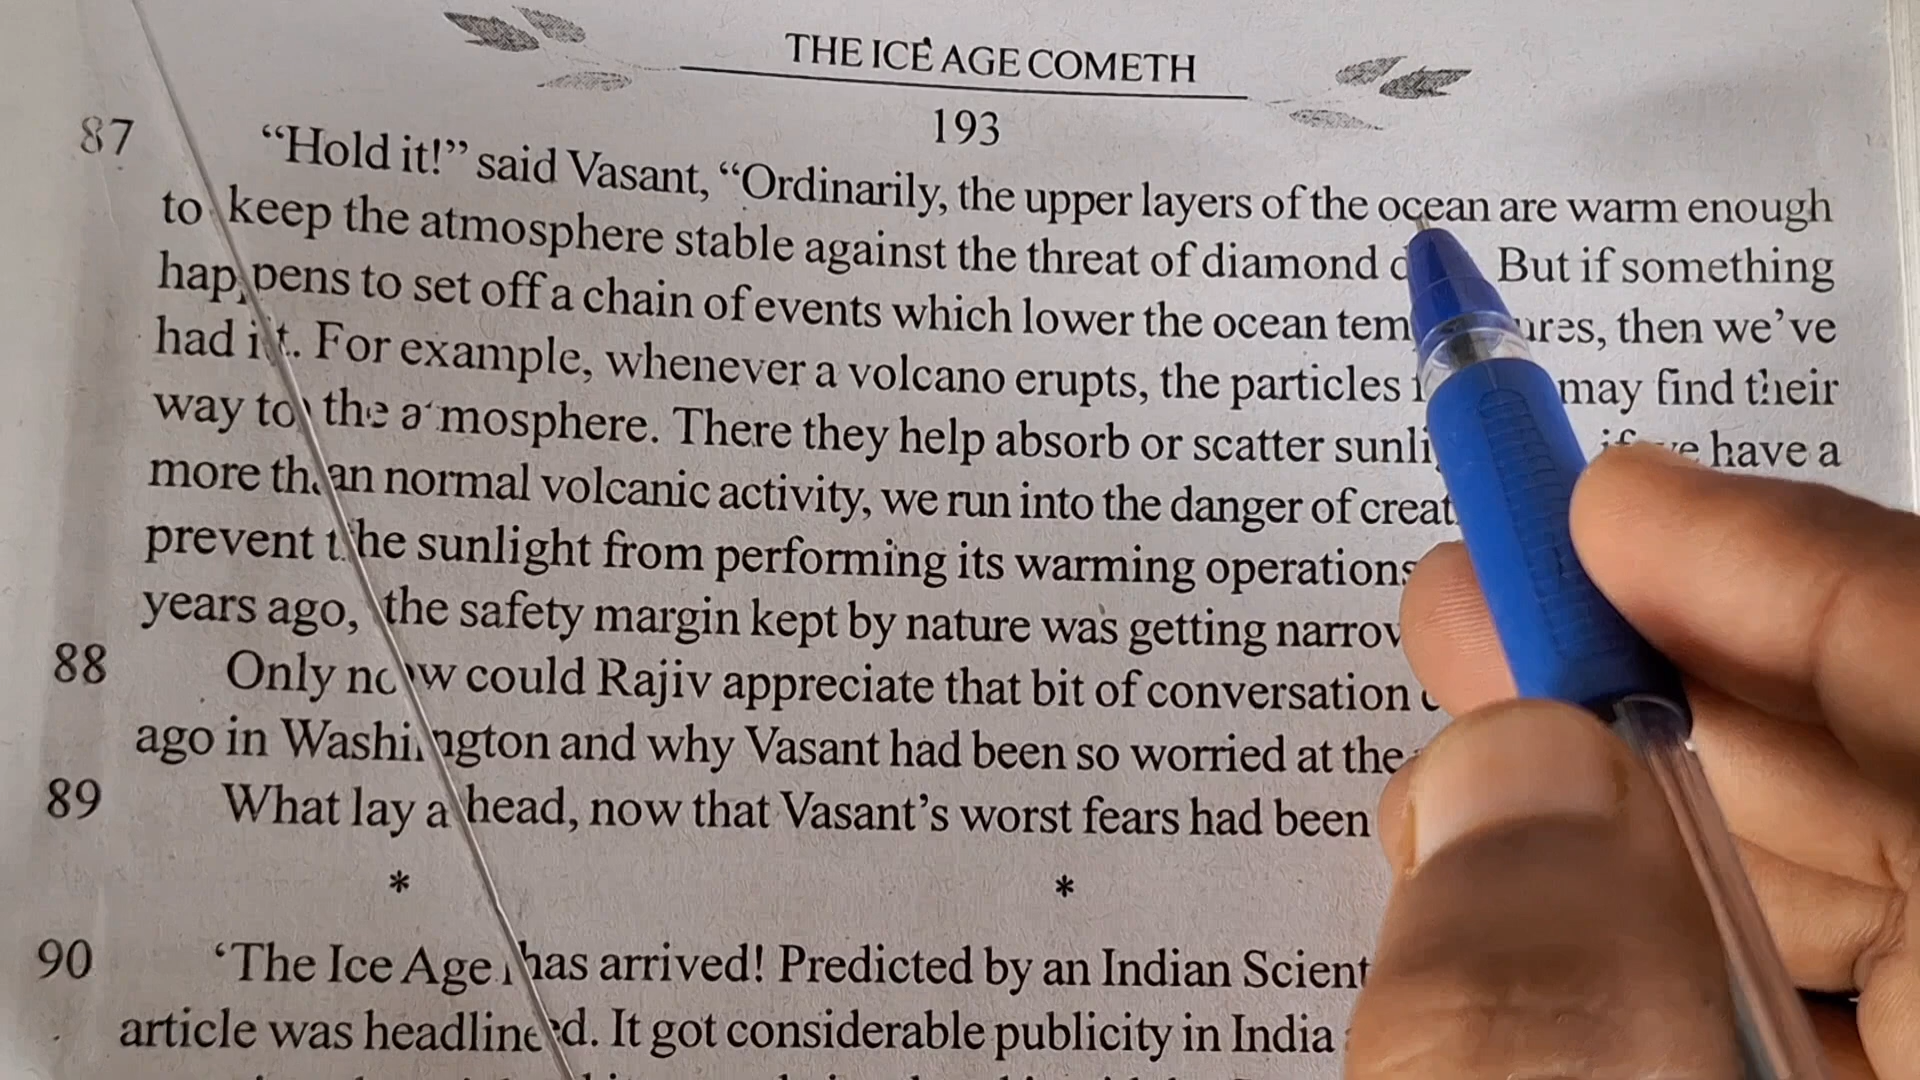 THE ICE AGE COMETH
193
87 “Hold it!” said Vasant, “Ordinarily, the upper layers of the ocean are warm enough
to keep the atmosphere stable against the threat of diamond But if something
happens to set off a chain of events which lower the ocean then we’ve
had it. For example, whenever a volcano erupts, the particles may find their
way to the atmosphere. There they help absorb or scatter have a
more than normal volcanic activity, we run into the danger of
prevent the sunlight from performing its warming operations
years ago, the safety margin kept by nature was getting
88 Only now could Rajiv appreciate that bit of conversation
ago in Washington and why Vasant had been so worried at the
89 What lay ahead, now that Vasant’s worst fears had been
* *
90 ‘The Ice Age has arrived! Predicted by an Indian
article was headlined. It got considerable publicity in India